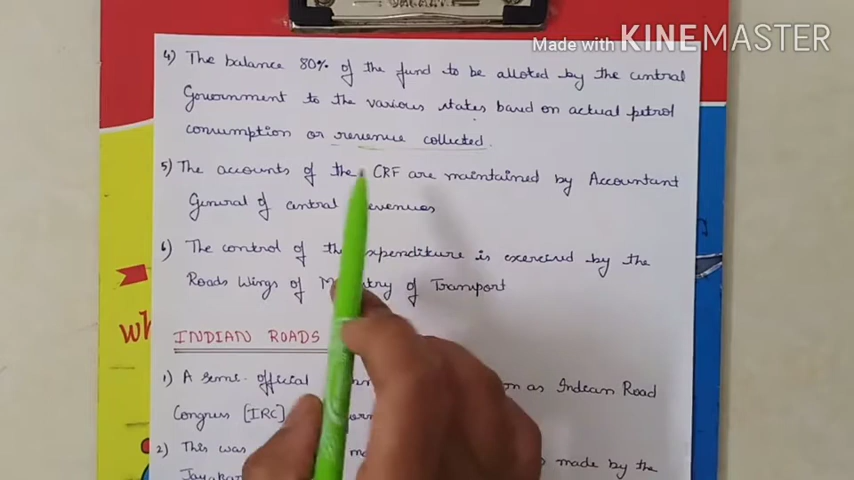 Made with KINEMASTER
4) The balance 80% of the fund to be alloted by the central
Government to the various states based on actual petrol
consumption or revenue collected.
5) The accounts of the CRF are maintained by Accountant
General of central revenues
6) The control of the expenditure is exercised by the
Roads Wings of Ministry of Transport
INDIAN ROADS
1) A semi-official as Indian Road
Congress [IRC]
2) This was made by the